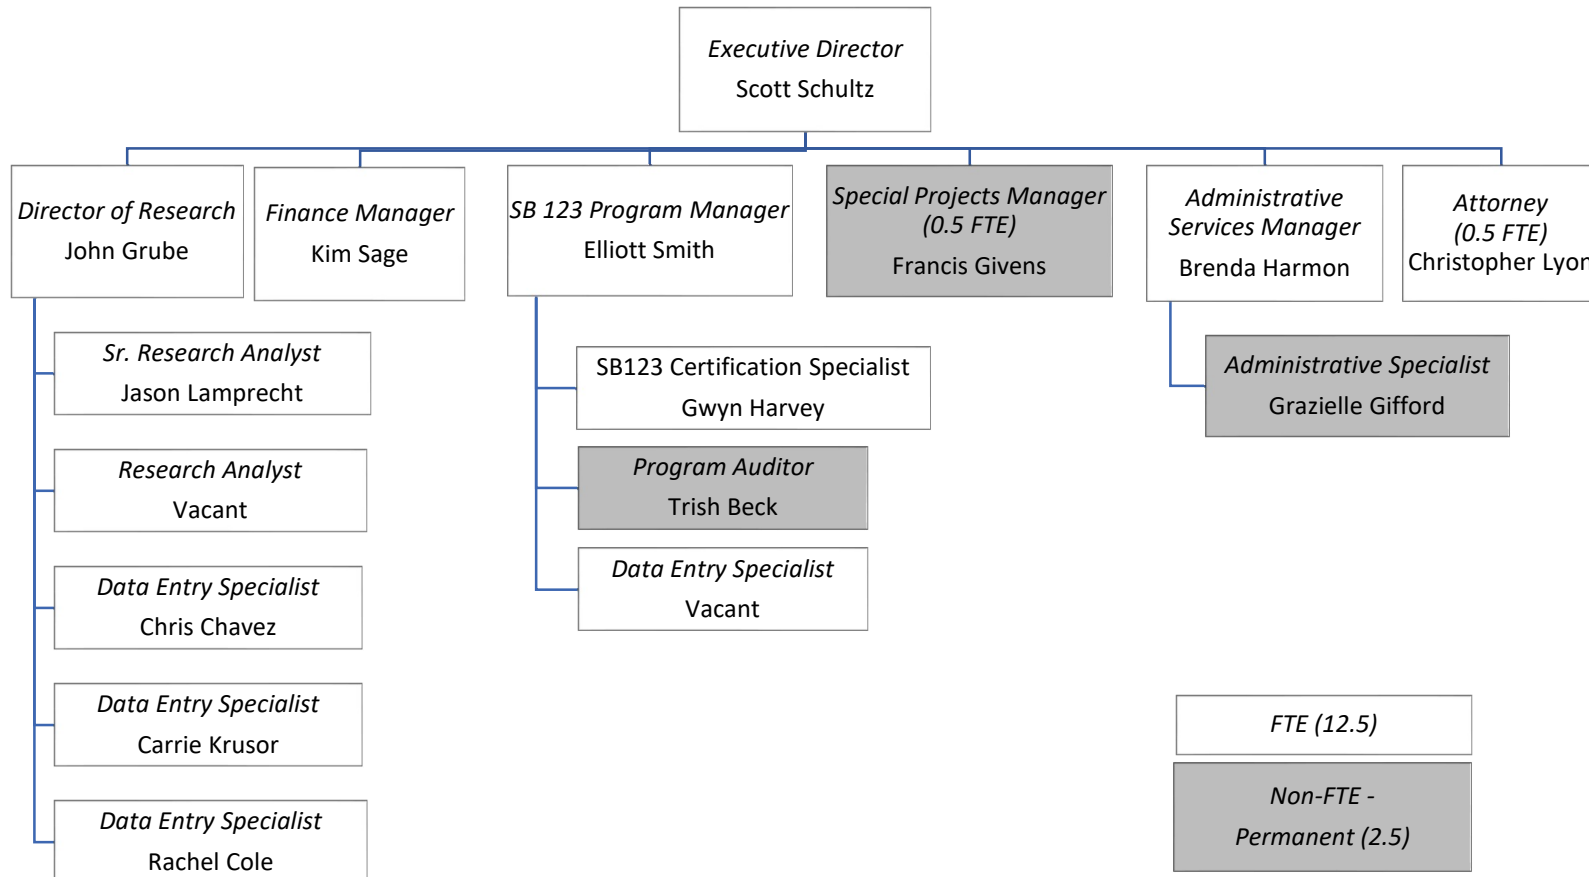 Executive Director
Scott Schultz
Director of Research
John Grube
Finance Manager
Kim Sage
SB 123 Program Manager
Elliott Smith
Special Projects Manager
(0.5 FTE)
Francis Givens
Administrative
Services Manager
Brenda Harmon
Attorney
(0.5 FTE)
Christopher Lyon
Sr. Research Analyst
Jason Lamprecht
Research Analyst
Vacant
Data Entry Specialist
Chris Chavez
Data Entry Specialist
Carrie Krusor
Data Entry Specialist
Rachel Cole
SB123 Certification Specialist
Gwyn Harvey
Program Auditor
Trish Beck
Data Entry Specialist
Vacant
Administrative Specialist
Grazielle Gifford
FTE (12.5)
Non-FTE -
Permanent (2.5)